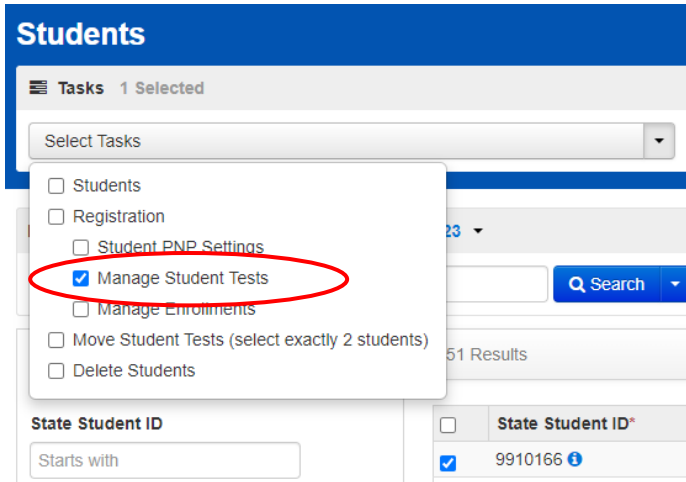 Students
Tasks 1 Selected
Select Tasks
Students
Registration
Student PNP Settings
23
Manage Student Tests
Search
Manage Enrollments
Move Student Tests (select exactly 2 students)
51 Results
Delete Students
State Student ID
State Student ID*
Starts with
9910166